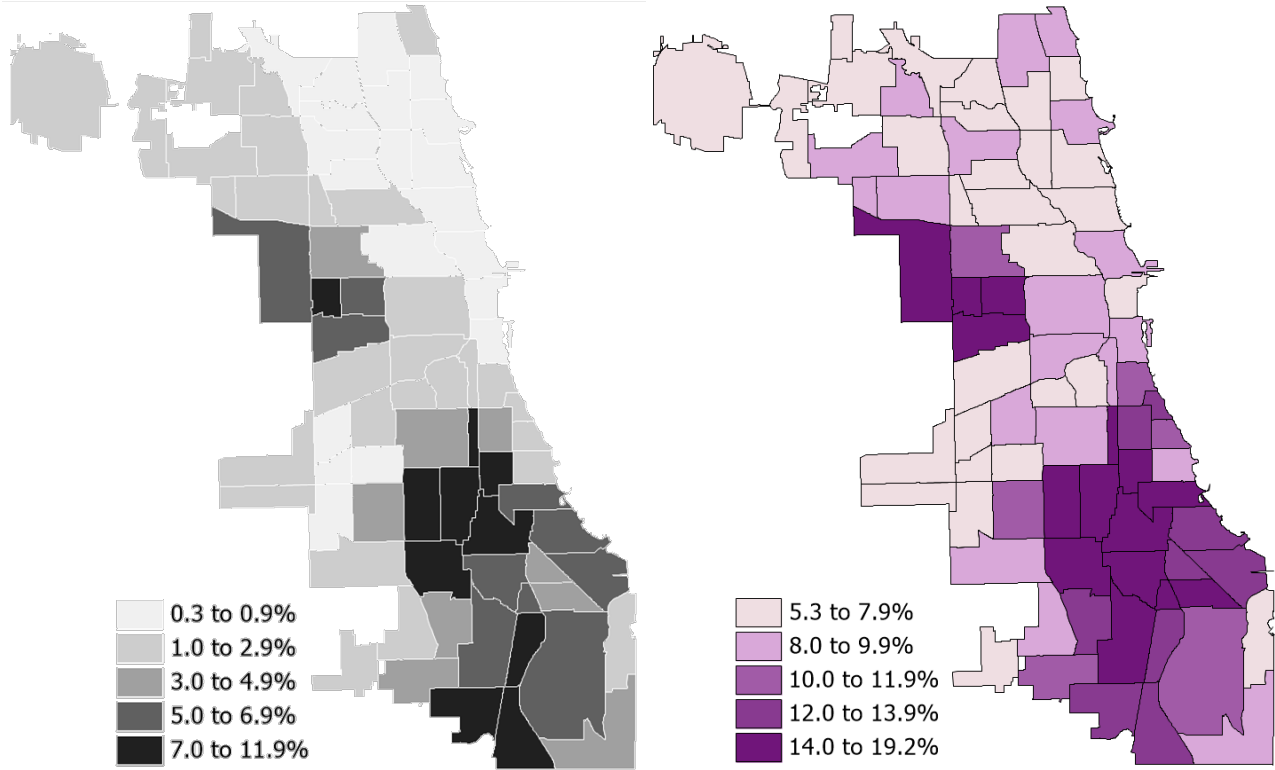 0.3 to 0.9%
1.0 to 2.9%
3.0 to 4.9%
5.0 to 6.9%
7.0 to 11.9%
5.3 to 7.9%
8.0 to 9.9%
10.0 to 11.9%
12.0 to 13.9%
14.0 to 19.2%